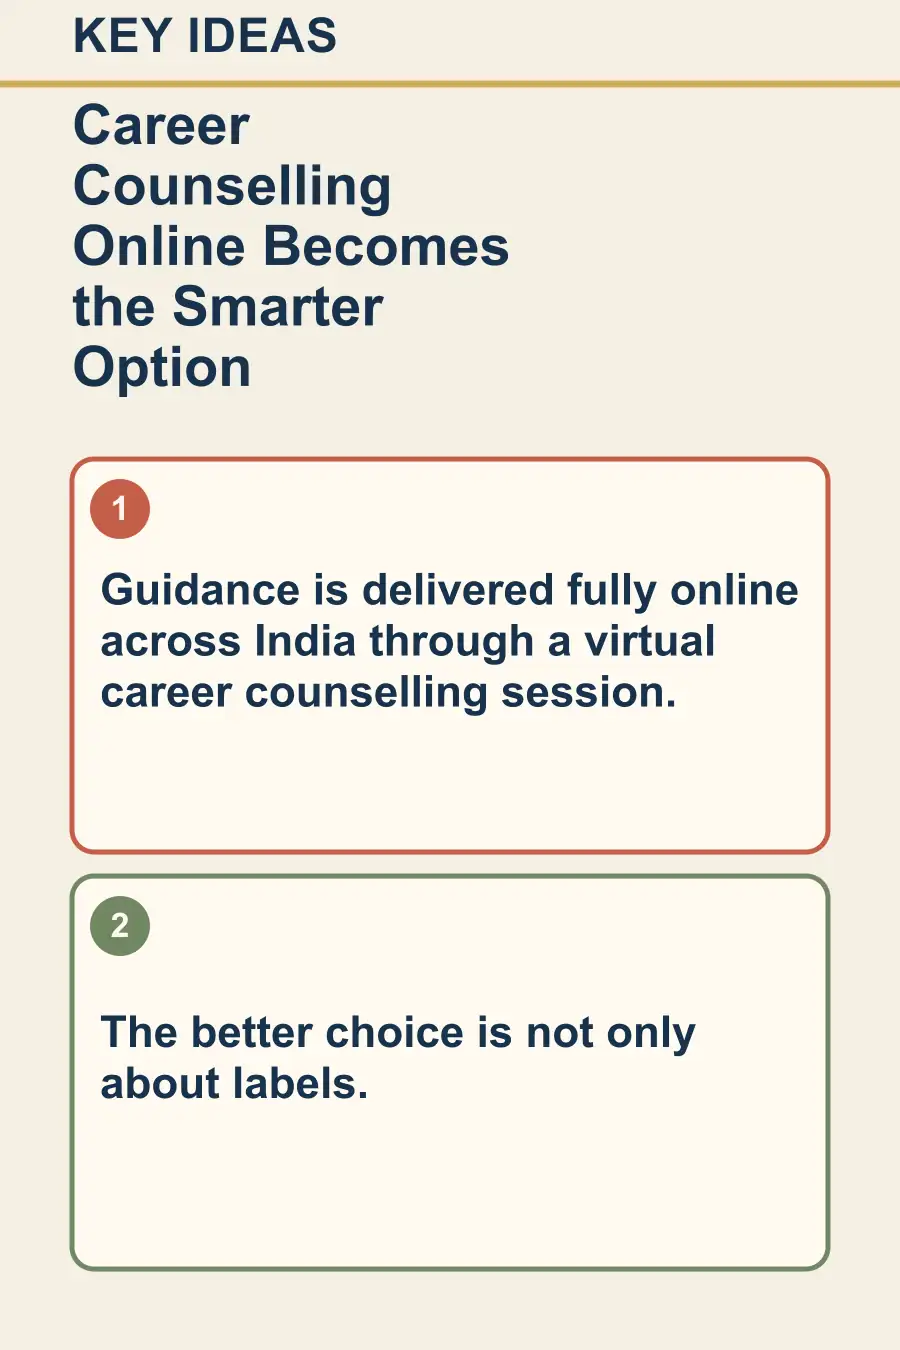 KEY IDEAS
Career
Counselling
Online Becomes
the Smarter
Option
1
Guidance is delivered fully online
across India through a virtual
career counselling session.
2
The better choice is not only
about labels.